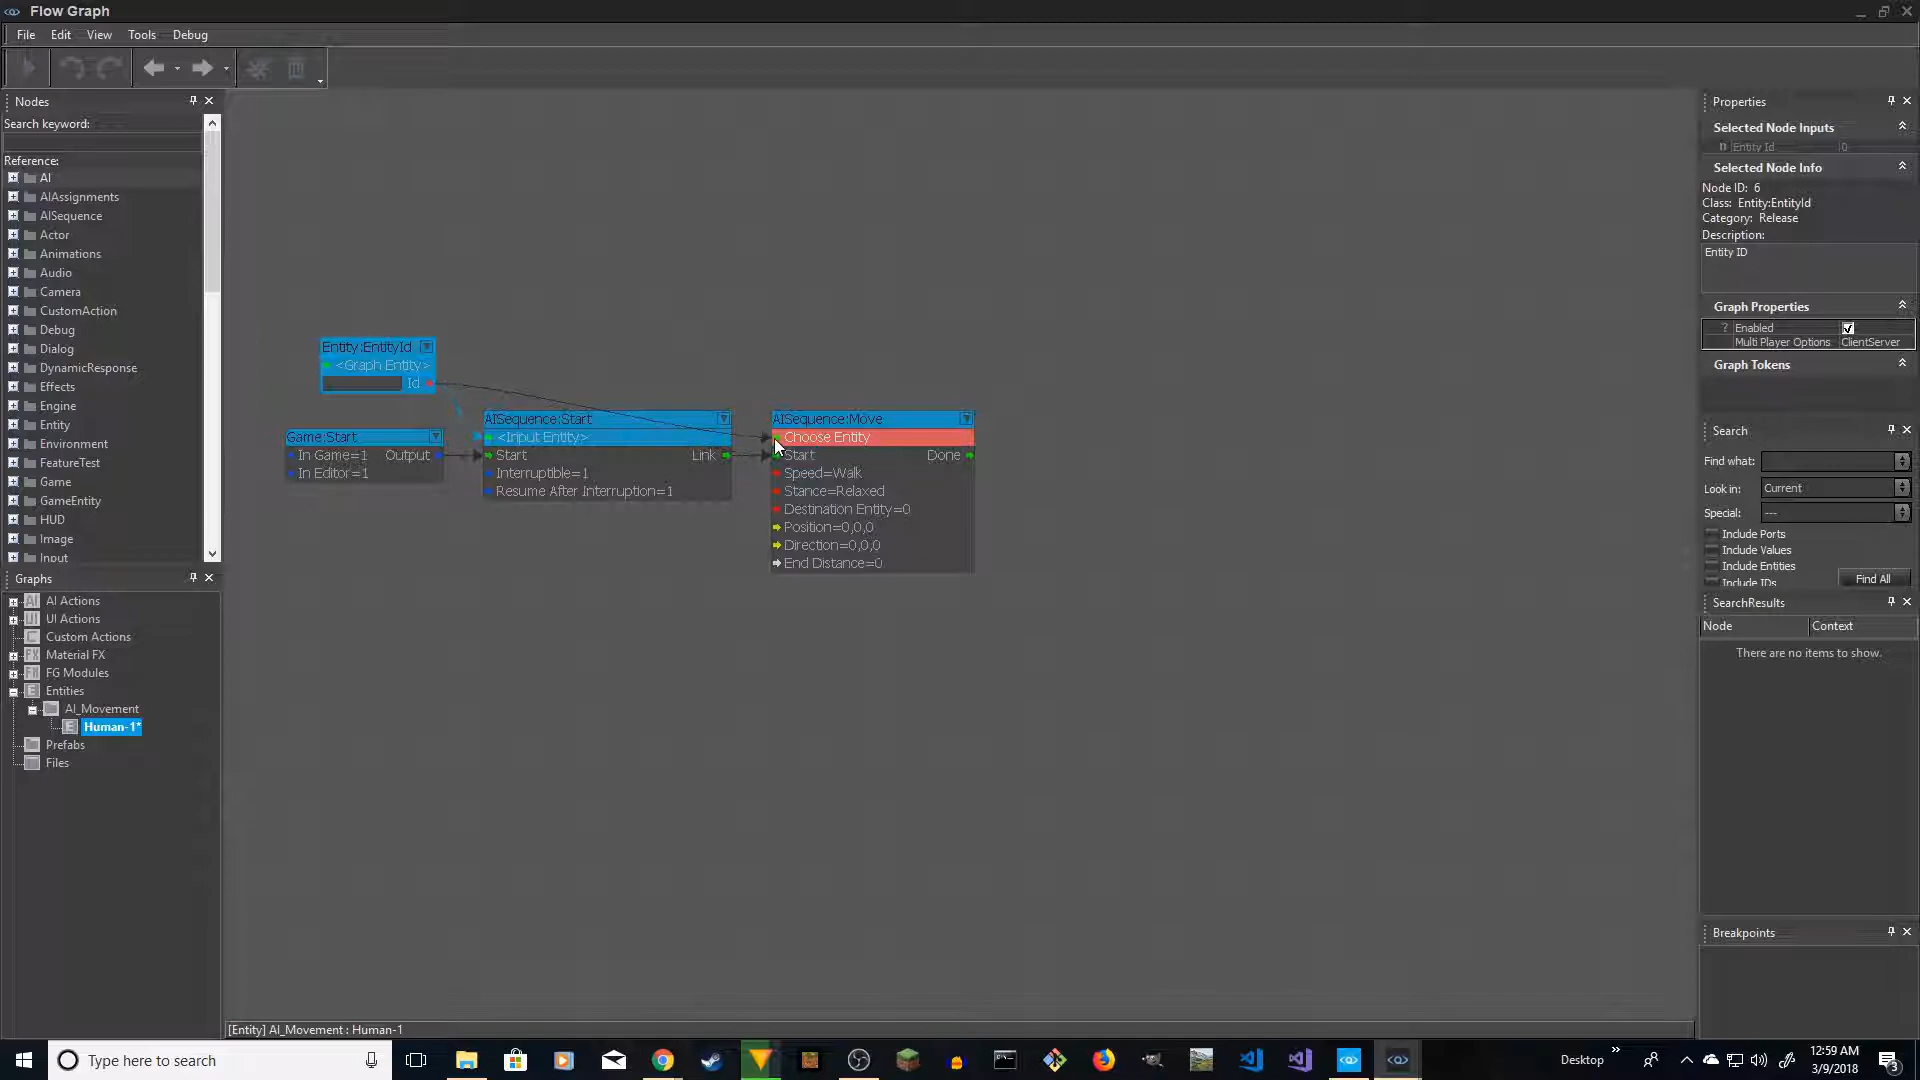 Flow Graph
File Edit View Tools Debug
Nodes
Search keyword:
Reference:
AI
AIAssignments
AISequence
Actor
Animations
Audio
Camera
CustomAction
Debug
Dialog
DynamicResponse
Effects
Engine
Entity
Environment
FeatureTest
Game
GameEntity
HUD
Image
Input
Graphs
AI Actions
UI Actions
Custom Actions
Material FX
FG Modules
Entities
AI_Movement
Human-1*
Prefabs
Files
Entity:EntityId
<Graph Entity>
Id
Game:Start
In Game=1 Output
In Editor=1
AISequence:Start
<Input Entity>
Start Link
Interruptible=1
Resume After Interruption=1
AISequence:Move
Choose Entity
Start Done
Speed=Walk
Stance=Relaxed
Destination Entity=0
Position=0,0,0
Direction=0,0,0
End Distance=0
[Entity] AI_Movement : Human-1
Properties
Selected Node Inputs
n Entity Id 0
Selected Node Info
Node ID: 6
Class: Entity:EntityId
Category: Release
Description:
Entity ID
Graph Properties
? Enabled
Multi Player Options ClientServer
Graph Tokens
Search
Find what:
Look in: Current
Special: ---
Include Ports
Include Values
Include Entities
Include IDs
Find All
SearchResults
Node Context
There are no items to show.
Breakpoints
Type here to search
Desktop
12:59 AM
3/9/2018
3